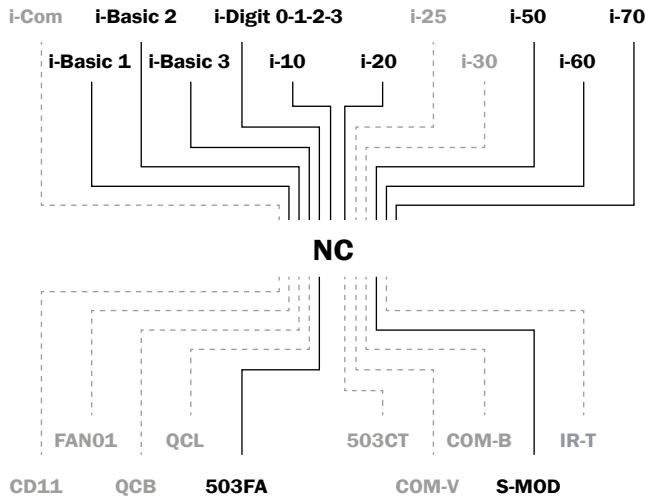 i-Com i-Basic 2 i-Digit 0-1-2-3 i-25 i-50 i-70
i-Basic 1 i-Basic 3 i-10 i-20 i-30 i-60
NC
FAN01 QCL 503CT COM-B IR-T
CD11 QCB 503FA COM-V S-MOD